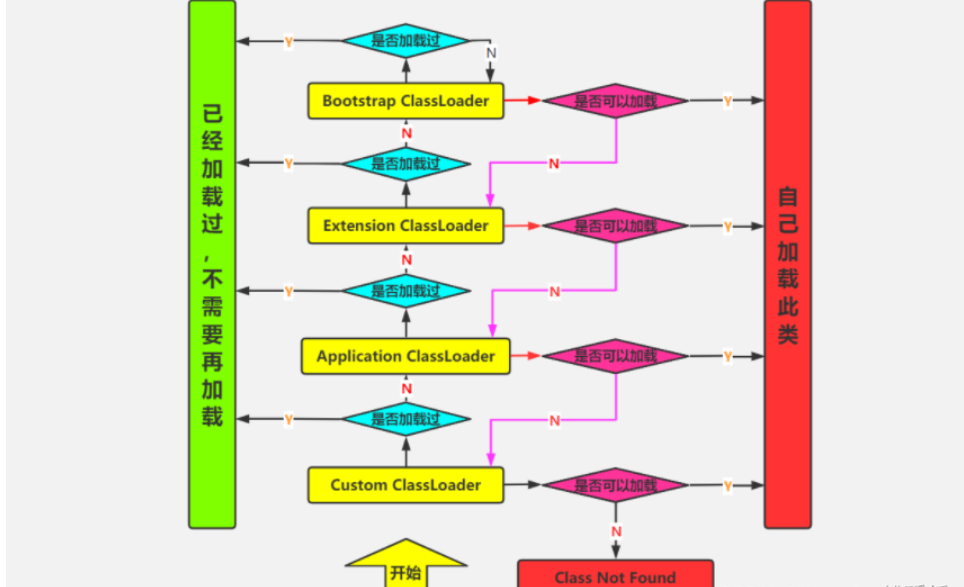 是否加载过
Y
N
Bootstrap ClassLoader
是否可以加载
Y
N
是否加载过
Y
N
Extension ClassLoader
是否可以加载
Y
N
是否加载过
Y
N
Application ClassLoader
是否可以加载
Y
N
是否加载过
Y
N
Custom ClassLoader
是否可以加载
Y
N
开始
Class Not Found
已经加载过,不需要再加载
自己加载此类